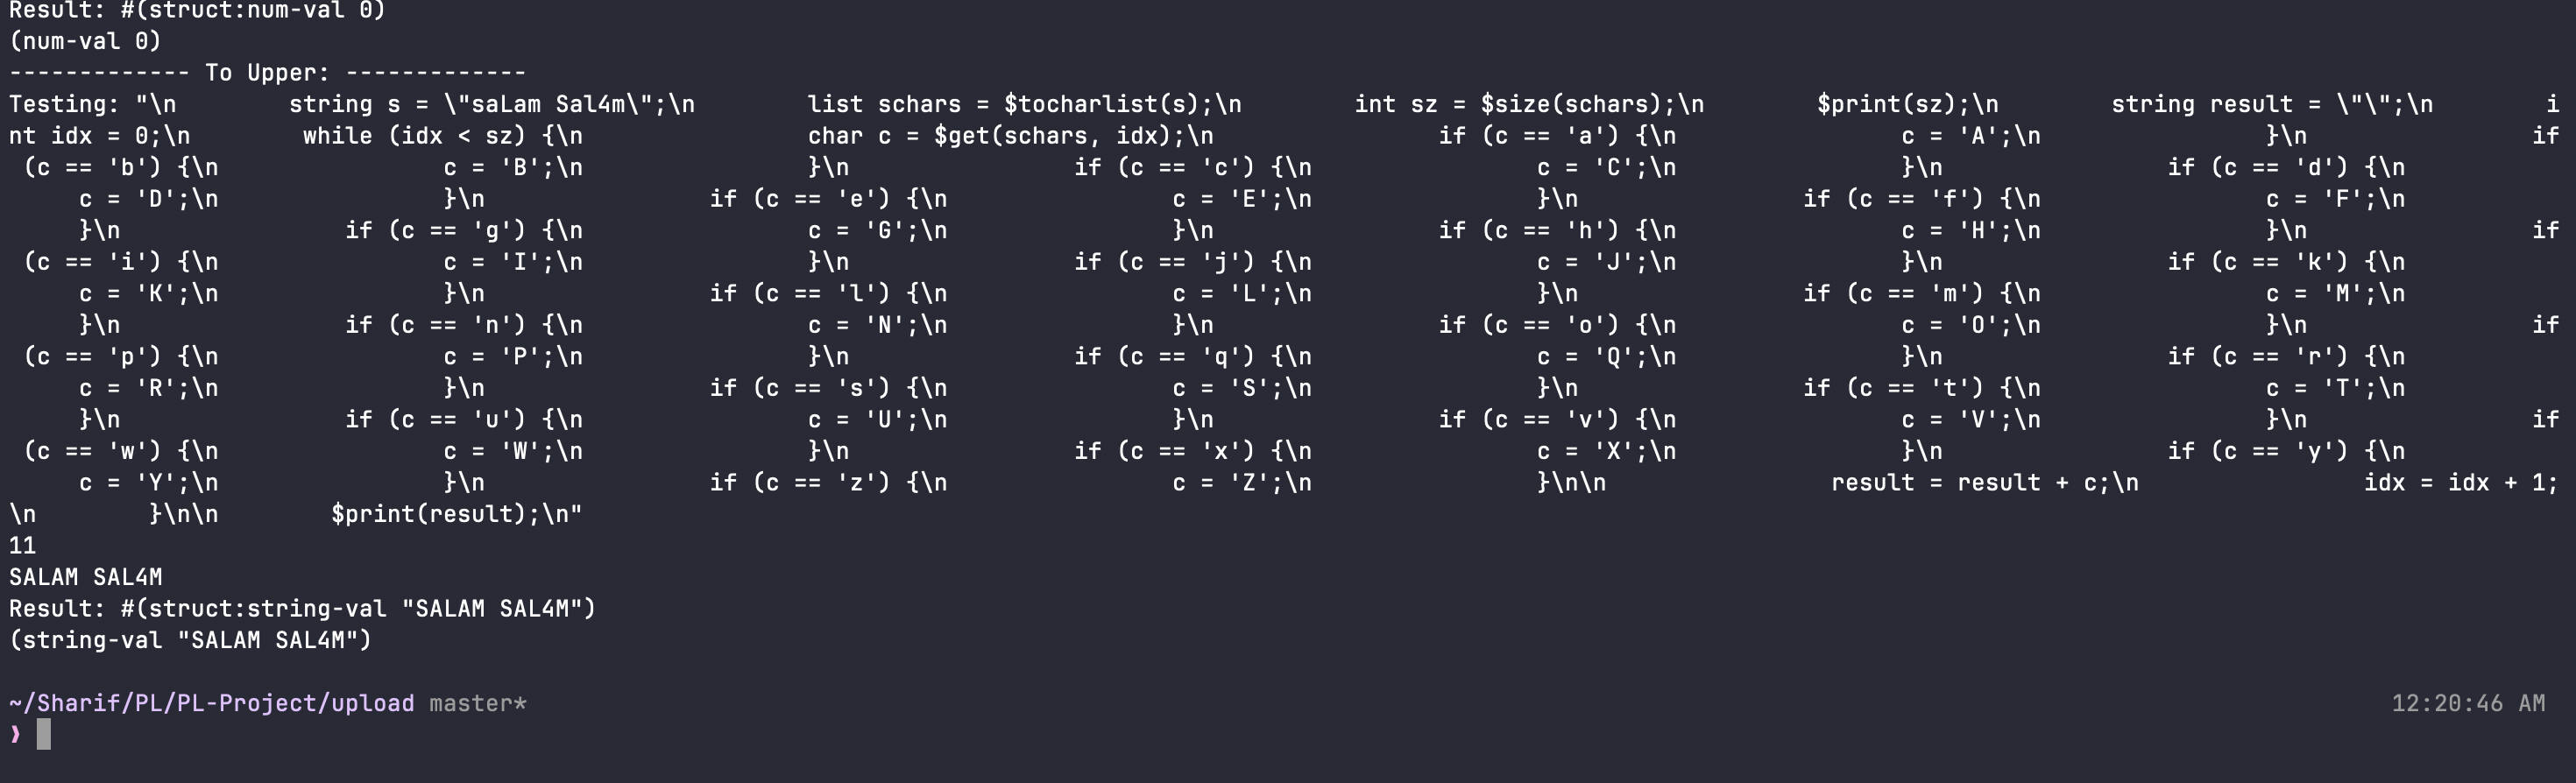 Result: #(struct:num-val 0)
(num-val 0)
------------- To Upper: -------------
Testing: "\n        string s = \"saLam Sal4m\";\n        list schars = $tocharlist(s);\n        int sz = $size(schars);\n        $print(sz);\n        string result = \"\";\n        i
nt idx = 0;\n        while (idx < sz) {\n                char c = $get(schars, idx);\n                if (c == 'a') {\n                c = 'A';\n                }\n                if
 (c == 'b') {\n                c = 'B';\n                }\n                if (c == 'c') {\n                c = 'C';\n                }\n                if (c == 'd') {\n
     c = 'D';\n                }\n                if (c == 'e') {\n                c = 'E';\n                }\n                if (c == 'f') {\n                c = 'F';\n
     }\n                if (c == 'g') {\n                c = 'G';\n                }\n                if (c == 'h') {\n                c = 'H';\n                }\n                if
 (c == 'i') {\n                c = 'I';\n                }\n                if (c == 'j') {\n                c = 'J';\n                }\n                if (c == 'k') {\n
     c = 'K';\n                }\n                if (c == 'l') {\n                c = 'L';\n                }\n                if (c == 'm') {\n                c = 'M';\n
     }\n                if (c == 'n') {\n                c = 'N';\n                }\n                if (c == 'o') {\n                c = 'O';\n                }\n                if
 (c == 'p') {\n                c = 'P';\n                }\n                if (c == 'q') {\n                c = 'Q';\n                }\n                if (c == 'r') {\n
     c = 'R';\n                }\n                if (c == 's') {\n                c = 'S';\n                }\n                if (c == 't') {\n                c = 'T';\n
     }\n                if (c == 'u') {\n                c = 'U';\n                }\n                if (c == 'v') {\n                c = 'V';\n                }\n                if
 (c == 'w') {\n                c = 'W';\n                }\n                if (c == 'x') {\n                c = 'X';\n                }\n                if (c == 'y') {\n
     c = 'Y';\n                }\n                if (c == 'z') {\n                c = 'Z';\n                }\n\n                result = result + c;\n                idx = idx + 1;
\n        }\n\n        $print(result);\n"
11
SALAM SAL4M
Result: #(struct:string-val "SALAM SAL4M")
(string-val "SALAM SAL4M")
~/Sharif/PL/PL-Project/upload master* 12:20:46 AM
❯